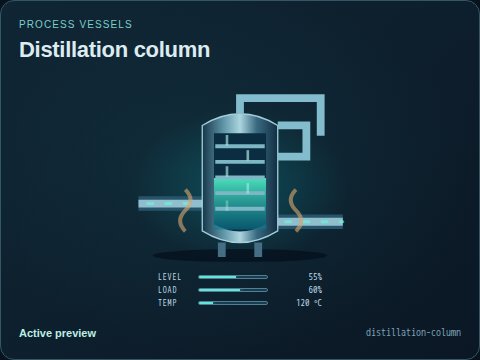 PROCESS VESSELS
Distillation column
LEVEL 55%
LOAD 60%
TEMP 120 °C
Active preview distillation-column